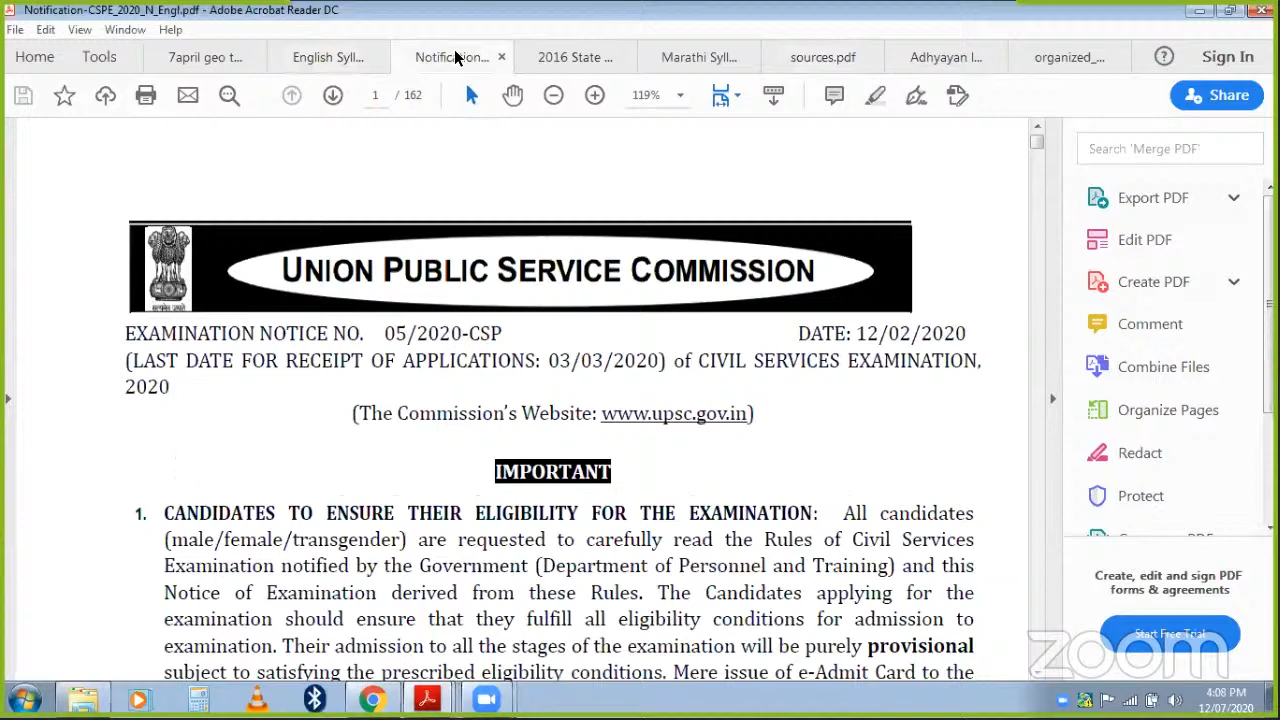 Notification-CSPE_2020_N_Engl.pdf - Adobe Acrobat Reader DC
File Edit View Window Help
Home Tools 7april geo t... English Syll... Notification... 2016 State ... Marathi Syll... sources.pdf Adhyayan I... organized_... Sign In
1 / 162 119% Share
Search 'Merge PDF'
Export PDF
Edit PDF
Create PDF
Comment
Combine Files
Organize Pages
Redact
Protect
Create, edit and sign PDF
forms & agreements
Start Free Trial
UNION PUBLIC SERVICE COMMISSION
EXAMINATION NOTICE NO. 05/2020-CSP DATE: 12/02/2020
(LAST DATE FOR RECEIPT OF APPLICATIONS: 03/03/2020) of CIVIL SERVICES EXAMINATION,
2020
(The Commission's Website: www.upsc.gov.in)
IMPORTANT
1. CANDIDATES TO ENSURE THEIR ELIGIBILITY FOR THE EXAMINATION: All candidates
(male/female/transgender) are requested to carefully read the Rules of Civil Services
Examination notified by the Government (Department of Personnel and Training) and this
Notice of Examination derived from these Rules. The Candidates applying for the
examination should ensure that they fulfill all eligibility conditions for admission to
examination. Their admission to all the stages of the examination will be purely provisional
subject to satisfying the prescribed eligibility conditions. Mere issue of e-Admit Card to the
zoom
4:08 PM
12/07/2020